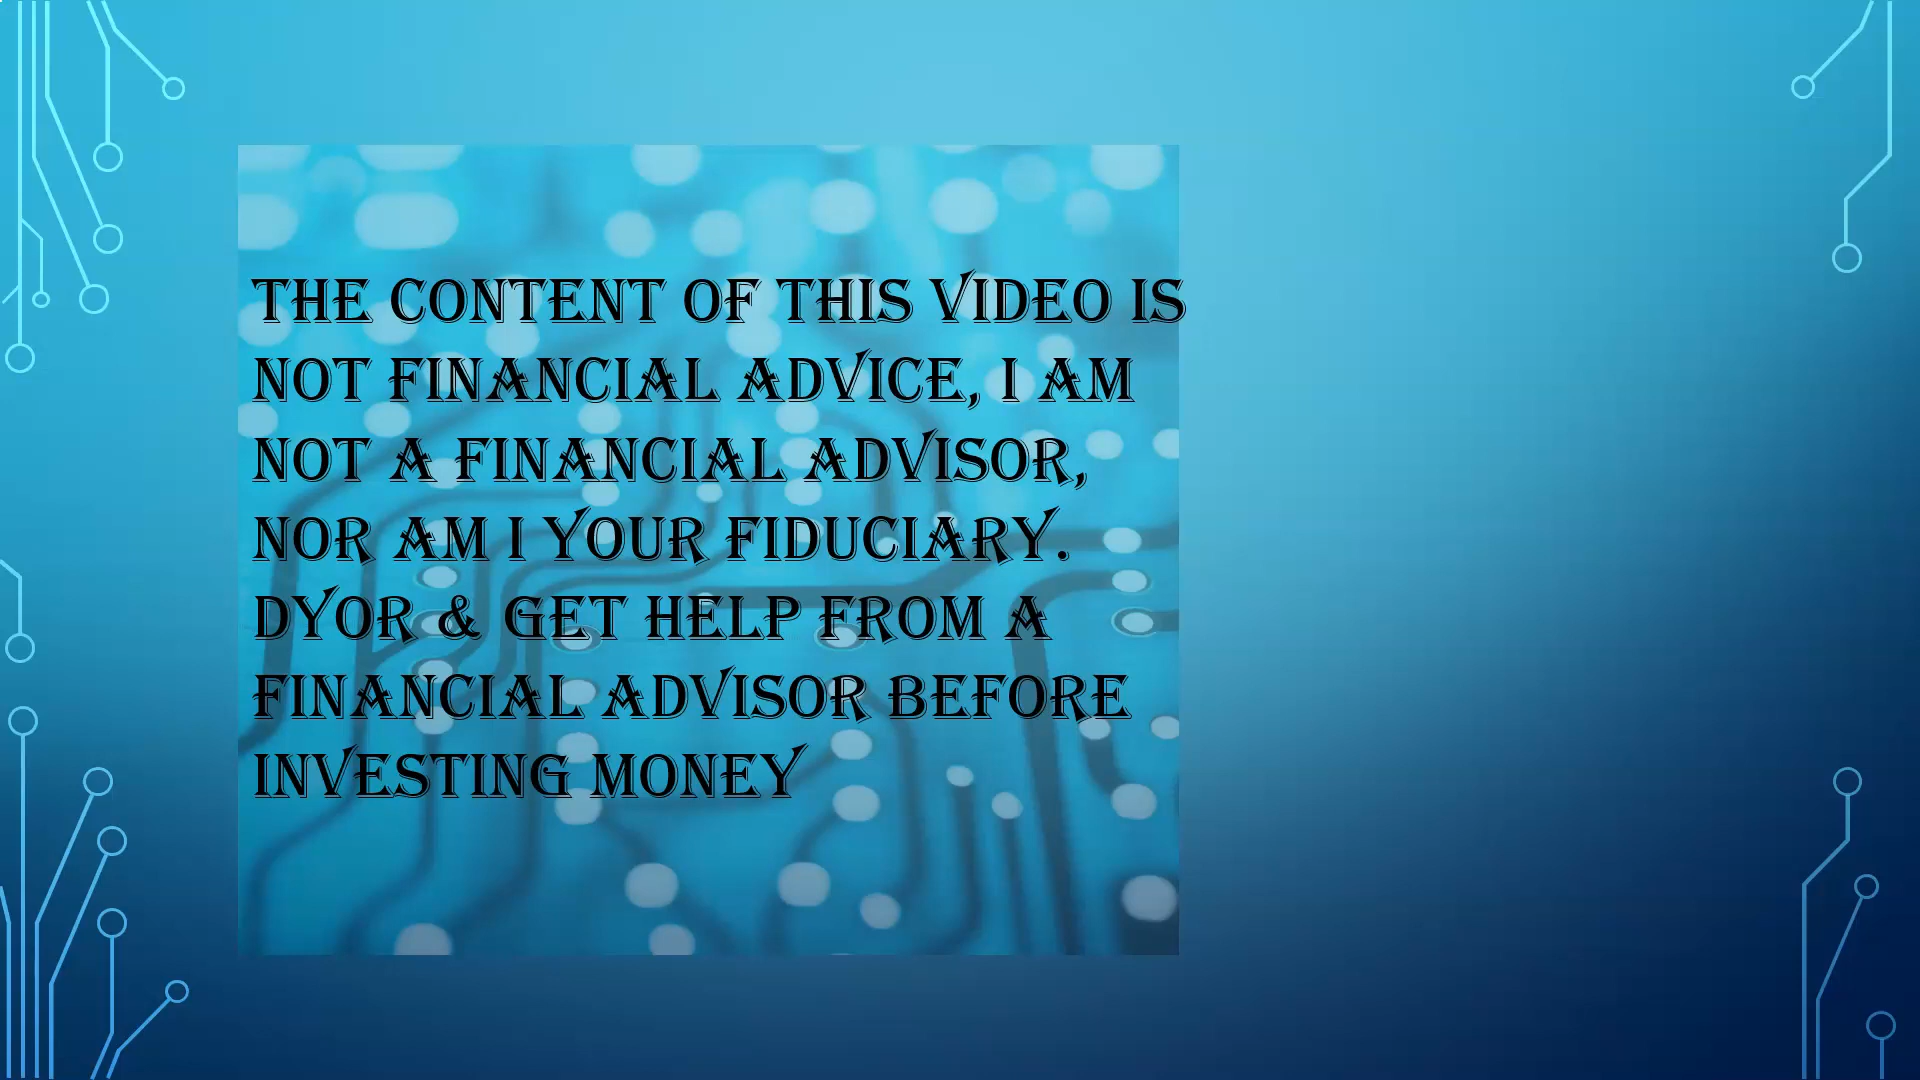 THE CONTENT OF THIS VIDEO IS
NOT FINANCIAL ADVICE, I AM
NOT A FINANCIAL ADVISOR,
NOR AM I YOUR FIDUCIARY.
DYOR & GET HELP FROM A
FINANCIAL ADVISOR BEFORE
INVESTING MONEY